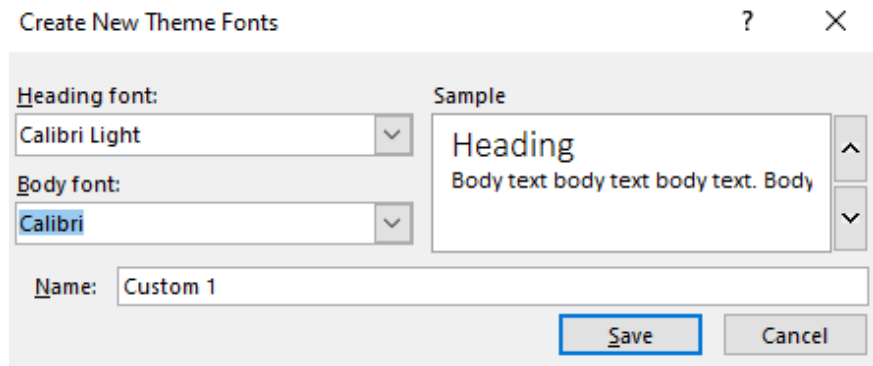 Create New Theme Fonts
?
Heading font:
Calibri Light
Body font:
Calibri
Sample
Heading
Body text body text body text. Body
Name:
Custom 1
Save
Cancel